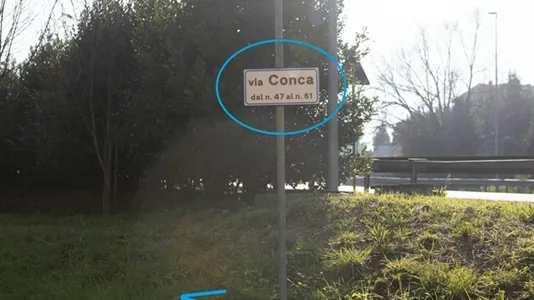 via Conca
dal n. 47 al n. 61